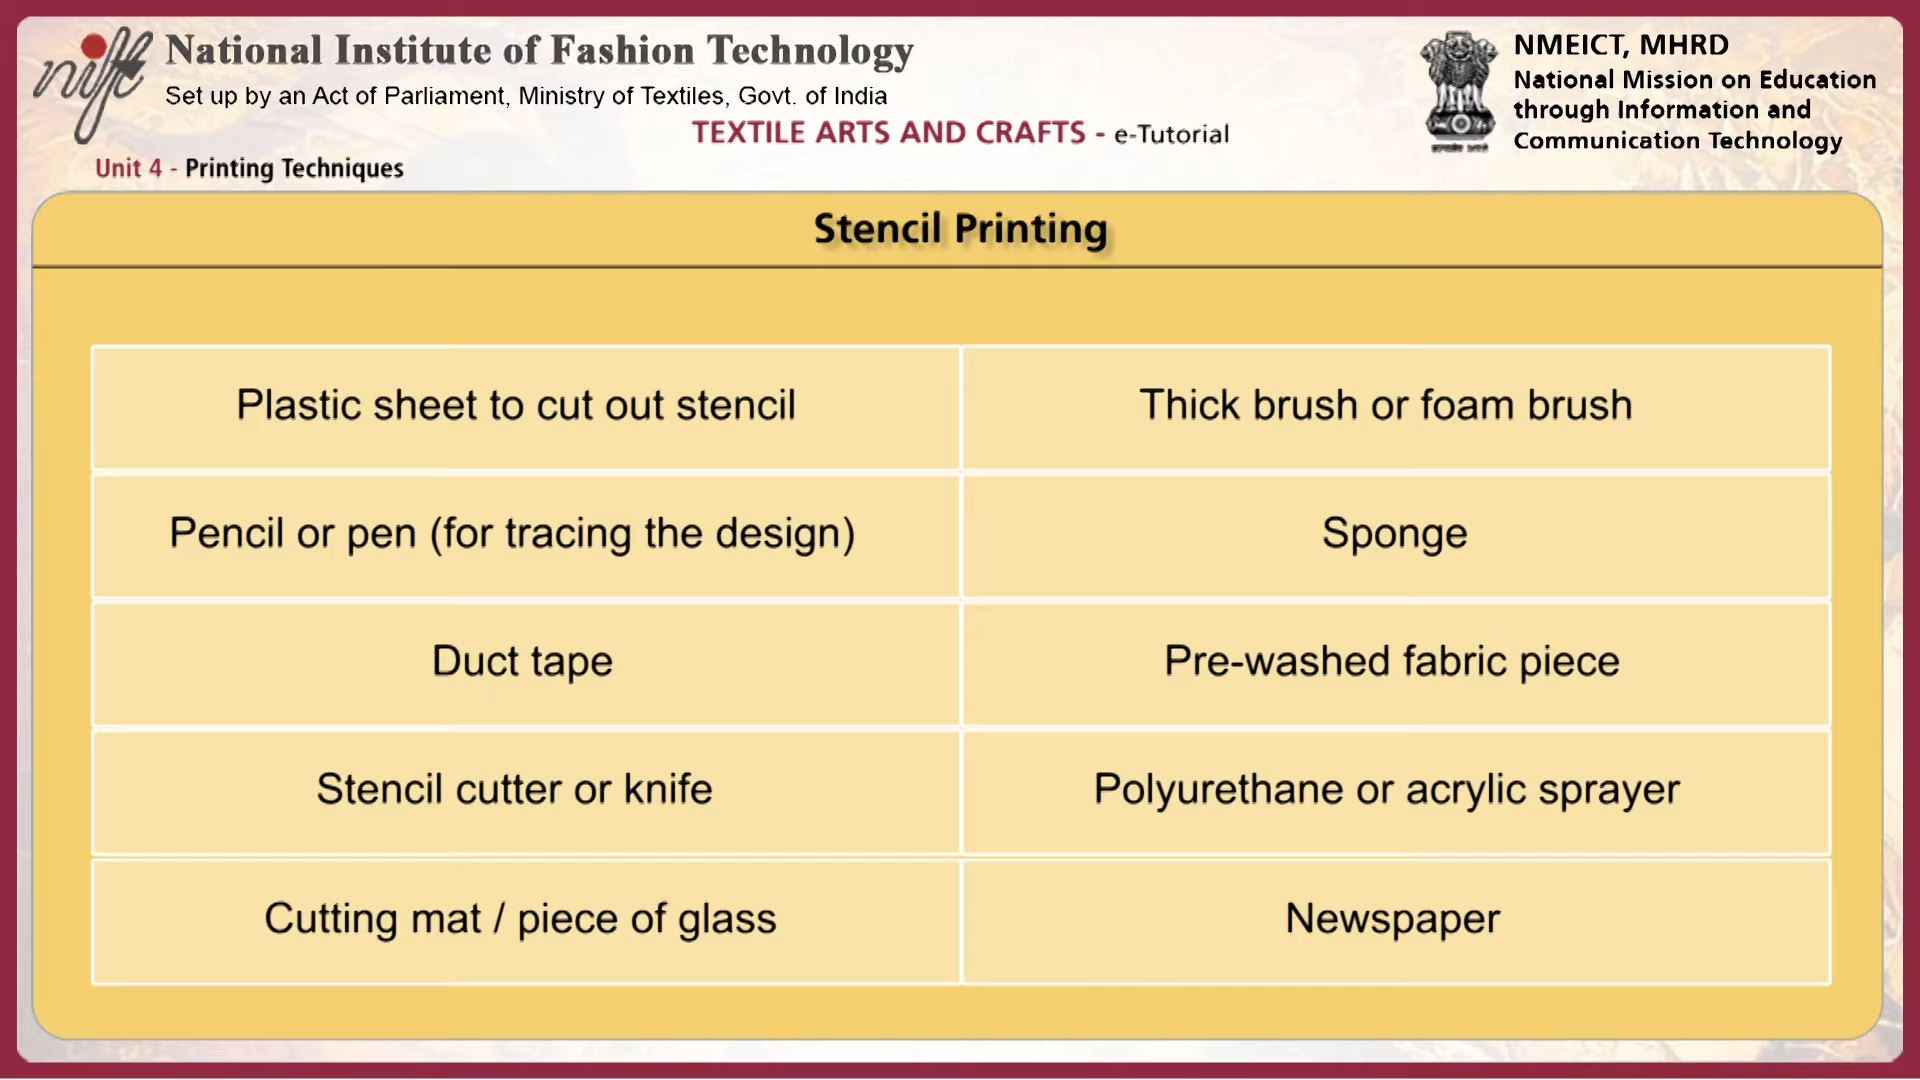 nift
National Institute of Fashion Technology
Set up by an Act of Parliament, Ministry of Textiles, Govt. of India
TEXTILE ARTS AND CRAFTS - e-Tutorial
NMEICT, MHRD
National Mission on Education
through Information and
Communication Technology
Unit 4 - Printing Techniques
Stencil Printing
Plastic sheet to cut out stencil
Thick brush or foam brush
Pencil or pen (for tracing the design)
Sponge
Duct tape
Pre-washed fabric piece
Stencil cutter or knife
Polyurethane or acrylic sprayer
Cutting mat / piece of glass
Newspaper